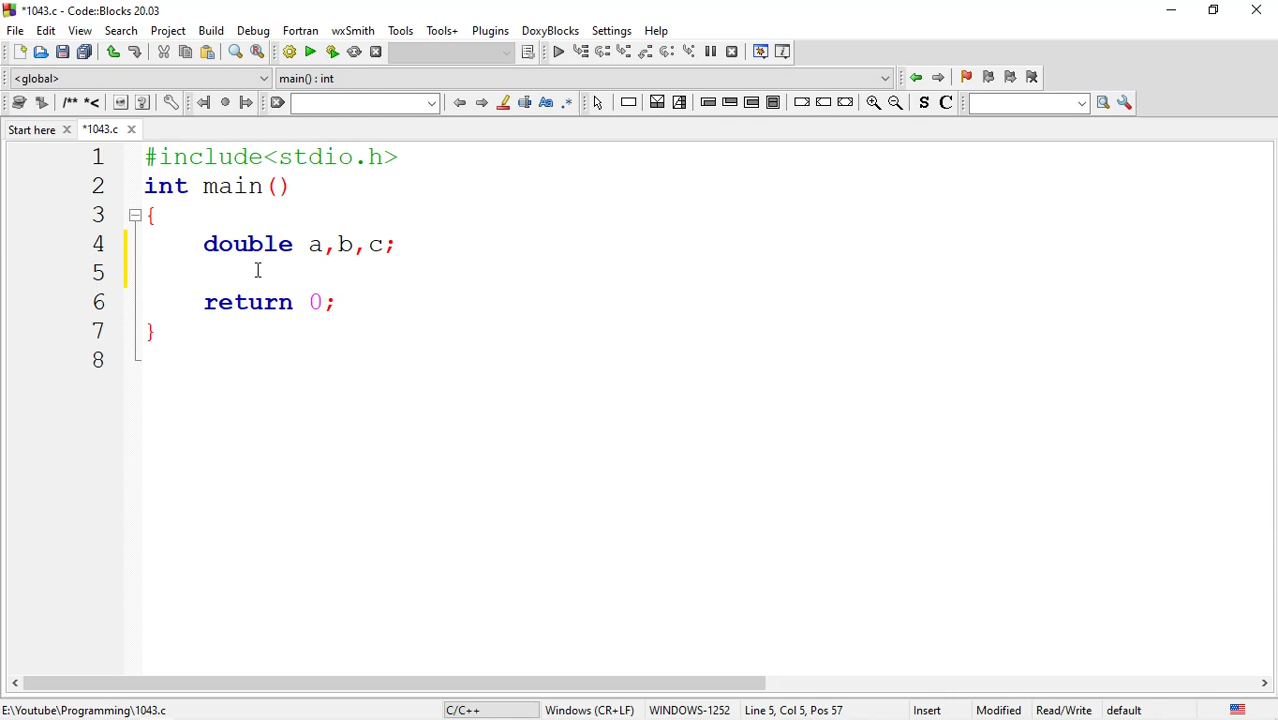 *1043.c - Code::Blocks 20.03
File Edit View Search Project Build Debug Fortran wxSmith Tools Tools+ Plugins DoxyBlocks Settings Help
<global> main() : int
/** *<
S C
Start here *1043.c
1 #include<stdio.h>
2 int main()
3 {
4 double a,b,c;
5
6 return 0;
7 }
8
E:\Youtube\Programming\1043.c C/C++ Windows (CR+LF) WINDOWS-1252 Line 5, Col 5, Pos 57 Insert Modified Read/Write default